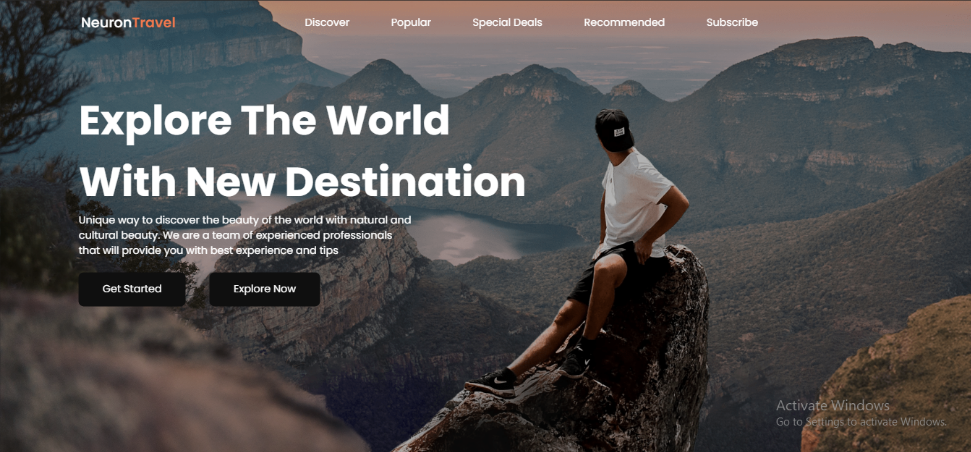 NeuronTravel
Discover Popular Special Deals Recommended Subscribe
Explore The World
With New Destination
Unique way to discover the beauty of the world with natural and
cultural beauty. We are a team of experienced professionals
that will provide you with best experience and tips
Get Started Explore Now
Activate Windows
Go to Settings to activate Windows.